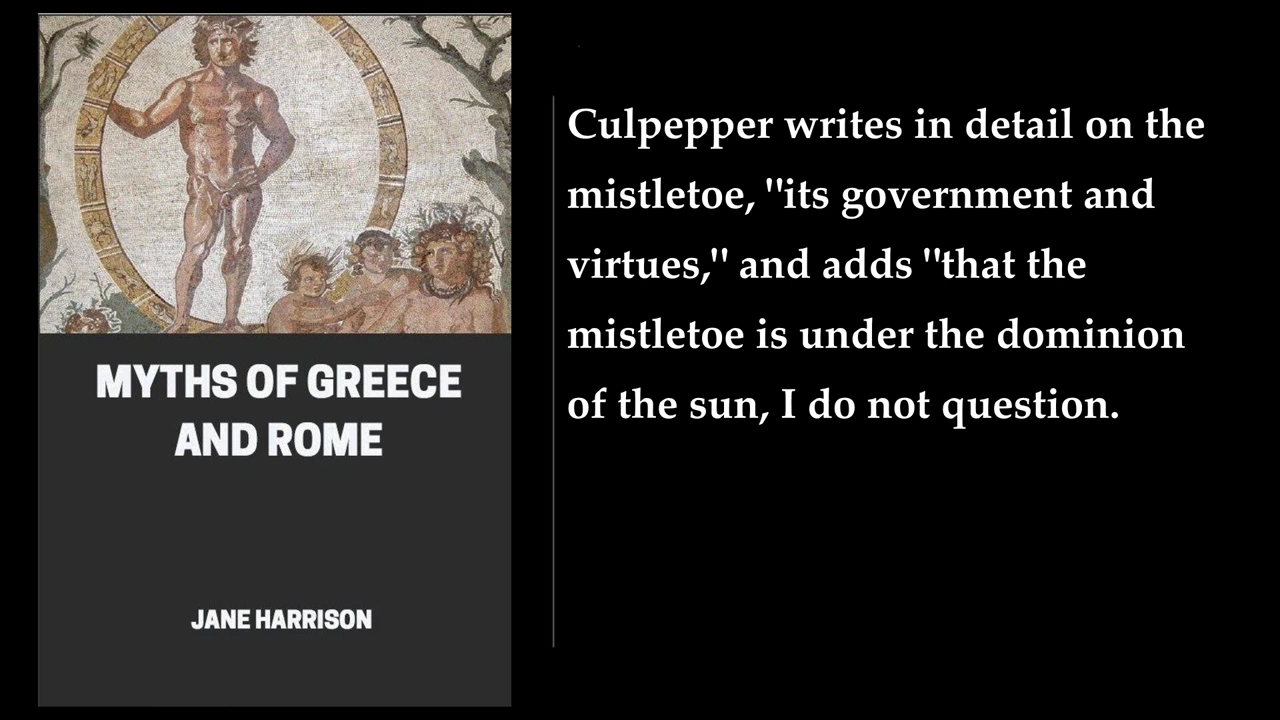 MYTHS OF GREECE
AND ROME
JANE HARRISON
Culpepper writes in detail on the
mistletoe, "its government and
virtues," and adds "that the
mistletoe is under the dominion
of the sun, I do not question.